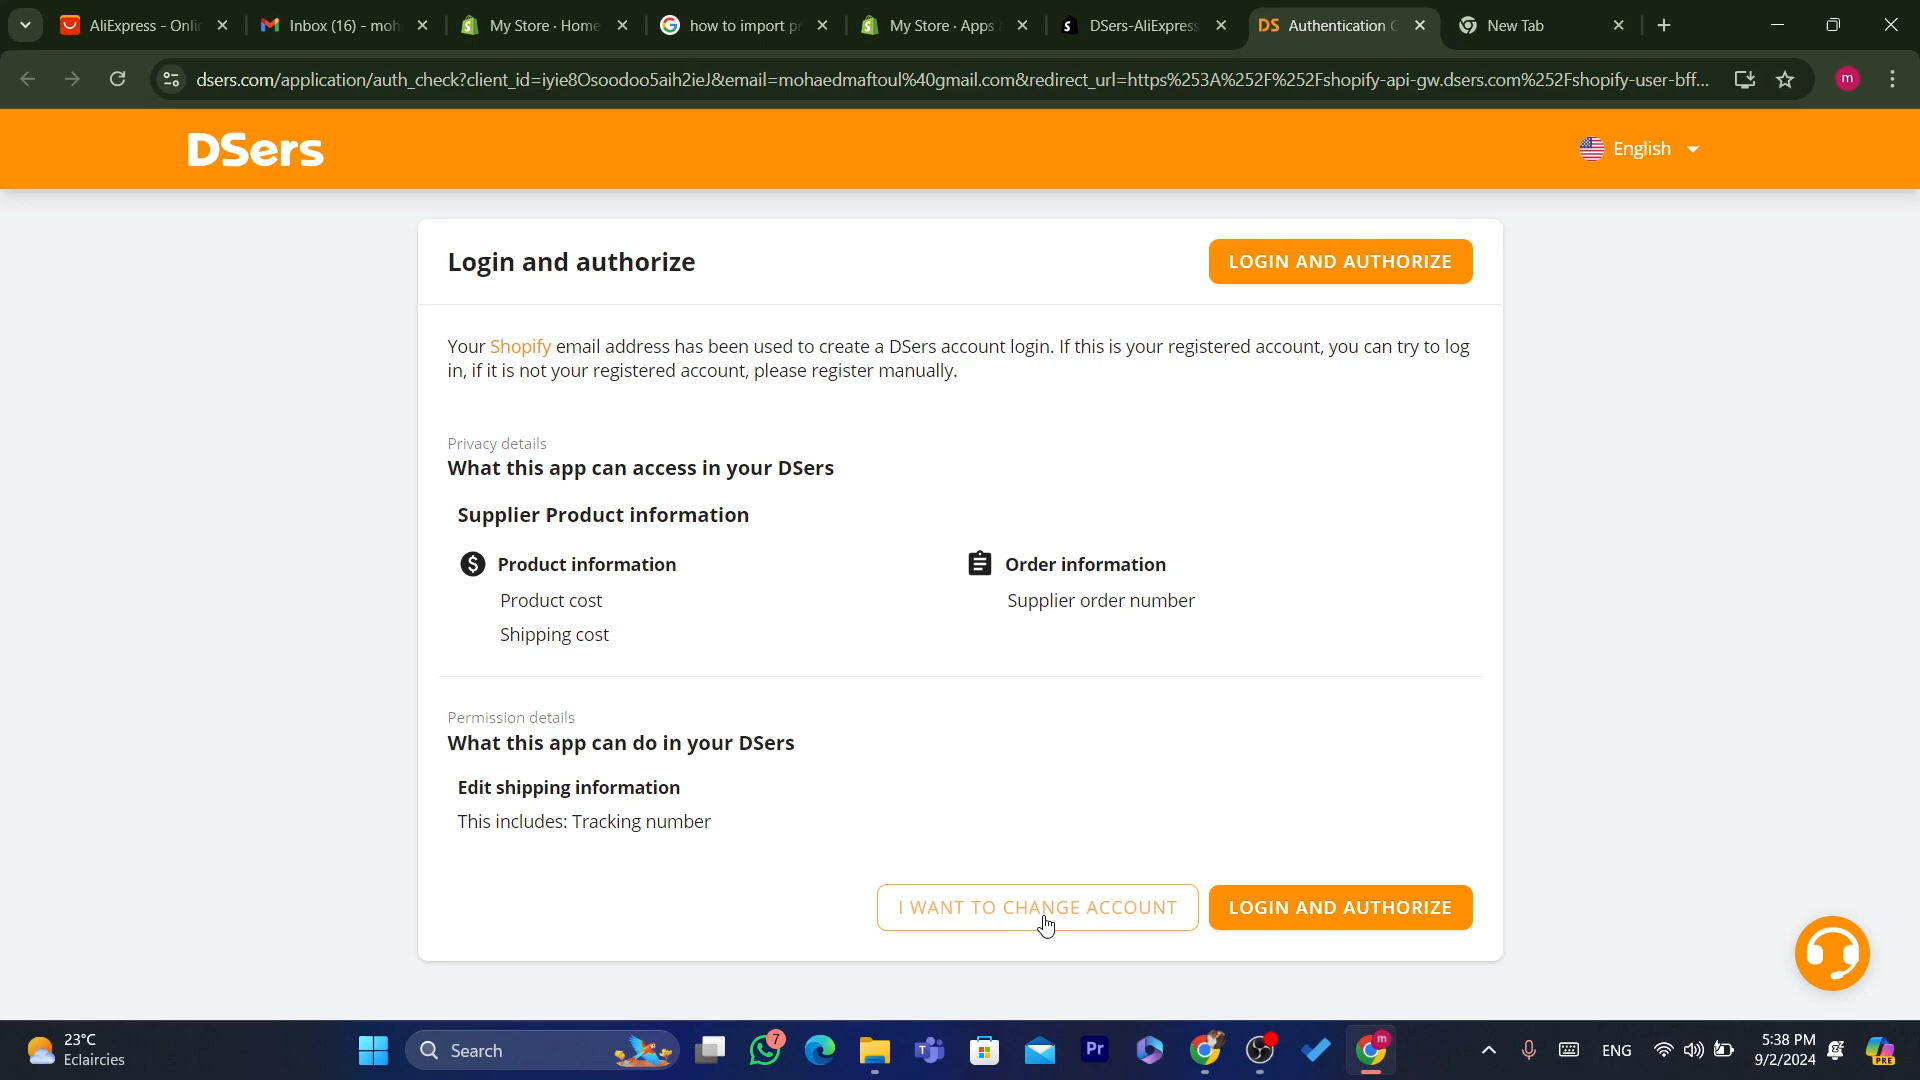 AliExpress - Onli
Inbox (16) - moh
My Store · Home
how to import pr
My Store · Apps
DSers-AliExpress
DS Authentication C
New Tab
dsers.com/application/auth_check?client_id=iyie8Osoodoo5aih2ieJ&email=mohaedmaftoul%40gmail.com&redirect_url=https%253A%252F%252Fshopify-api-gw.dsers.com%252Fshopify-user-bff...
m
DSers
English
Login and authorize
LOGIN AND AUTHORIZE
Your Shopify email address has been used to create a DSers account login. If this is your registered account, you can try to log
in, if it is not your registered account, please register manually.
Privacy details
What this app can access in your DSers
Supplier Product information
Product information
Order information
Product cost
Supplier order number
Shipping cost
Permission details
What this app can do in your DSers
Edit shipping information
This includes: Tracking number
I WANT TO CHANGE ACCOUNT
LOGIN AND AUTHORIZE
23°C
Eclaircies
Search
7
Pr
m
ENG
5:38 PM
9/2/2024
PRE